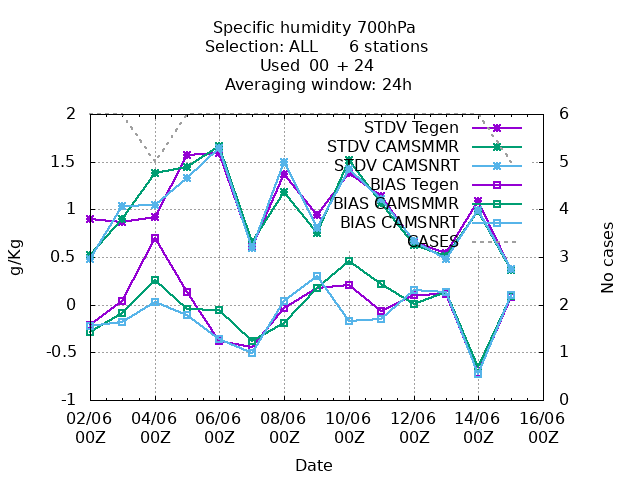 Specific humidity 700hPa
Selection: ALL 6 stations
Used 00 + 24
Averaging window: 24h
2
1.5
1
0.5
0
-0.5
-1
g/Kg
6
5
4
3
2
1
0
No cases
STDV Tegen
STDV CAMSMMR
STDV CAMSNRT
BIAS Tegen
BIAS CAMSMMR
BIAS CAMSNRT
CASES
02/06 04/06 06/06 08/06 10/06 12/06 14/06 16/06
00Z 00Z 00Z 00Z 00Z 00Z 00Z 00Z
Date